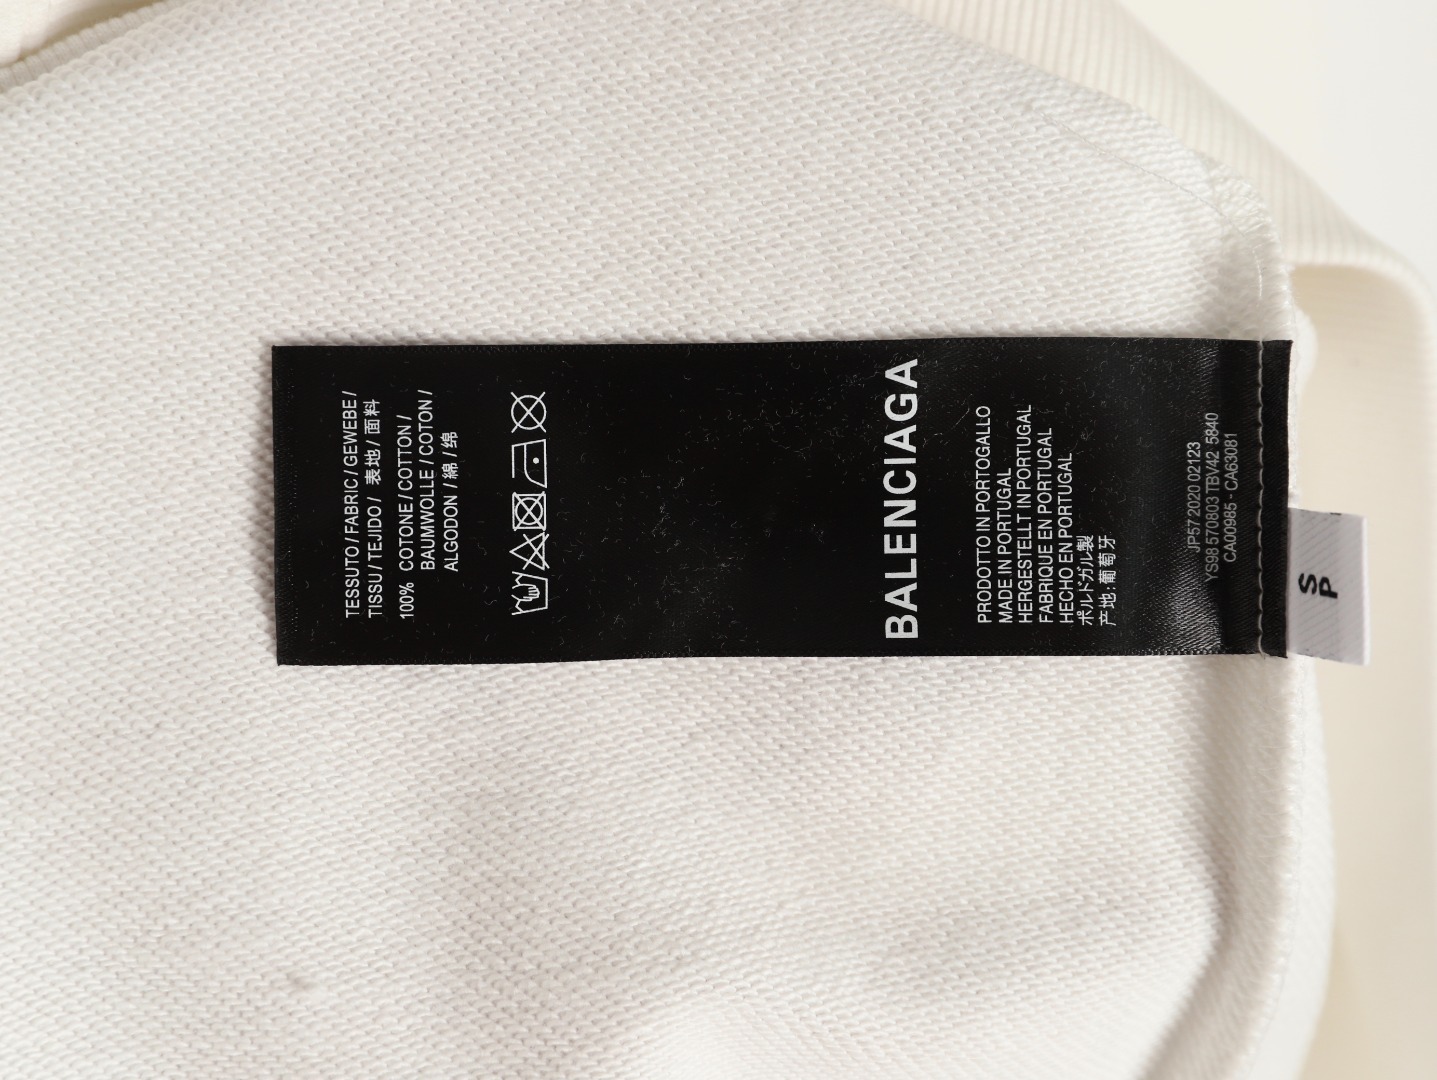 TESSUTO / FABRIC / GEWEBE /
TISSU / TEJIDO / 表地 / 面料
100% COTONE / COTTON /
BAUMWOLLE / COTON /
ALGODON / 綿 / 绵
BALENCIAGA
PRODOTTO IN PORTOGALLO
MADE IN PORTUGAL
HERGESTELLT IN PORTUGAL
FABRIQUE EN PORTUGAL
HECHO EN PORTUGAL
ポルトガル製
产地: 葡萄牙
JP57 2020 02123
YS98 570803 TBV42 5840
CA00985 - CA63081
S
P